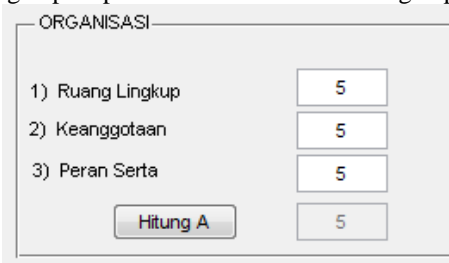 ORGANISASI
1) Ruang Lingkup 5
2) Keanggotaan 5
3) Peran Serta 5
Hitung A 5